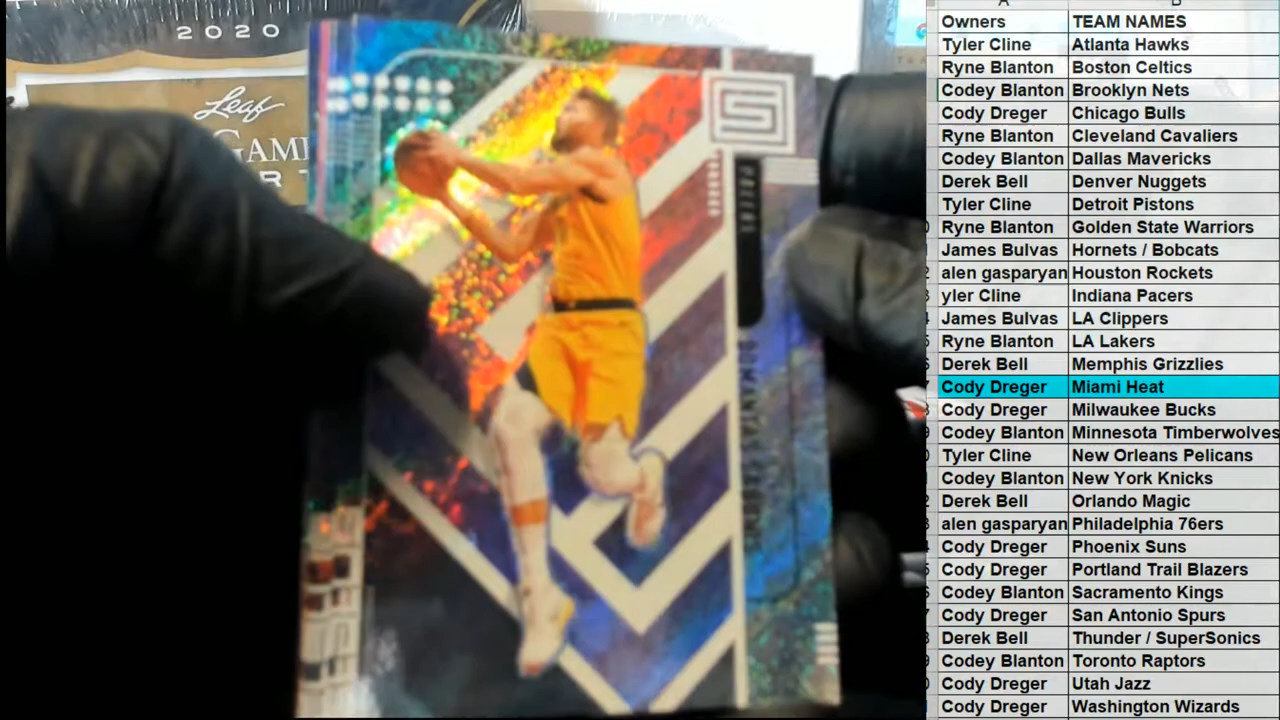 2020
Leaf
GAM
PACERS
DOMANTAS SABONIS
A
B
Owners TEAM NAMES
Tyler Cline Atlanta Hawks
Ryne Blanton Boston Celtics
Codey Blanton Brooklyn Nets
Cody Dreger Chicago Bulls
Ryne Blanton Cleveland Cavaliers
Codey Blanton Dallas Mavericks
Derek Bell Denver Nuggets
Tyler Cline Detroit Pistons
Ryne Blanton Golden State Warriors
James Bulvas Hornets / Bobcats
alen gasparyan Houston Rockets
yler Cline Indiana Pacers
James Bulvas LA Clippers
Ryne Blanton LA Lakers
Derek Bell Memphis Grizzlies
Cody Dreger Miami Heat
Cody Dreger Milwaukee Bucks
Codey Blanton Minnesota Timberwolves
Tyler Cline New Orleans Pelicans
Codey Blanton New York Knicks
Derek Bell Orlando Magic
alen gasparyan Philadelphia 76ers
Cody Dreger Phoenix Suns
Cody Dreger Portland Trail Blazers
Codey Blanton Sacramento Kings
Cody Dreger San Antonio Spurs
Derek Bell Thunder / SuperSonics
Codey Blanton Toronto Raptors
Cody Dreger Utah Jazz
Cody Dreger Washington Wizards